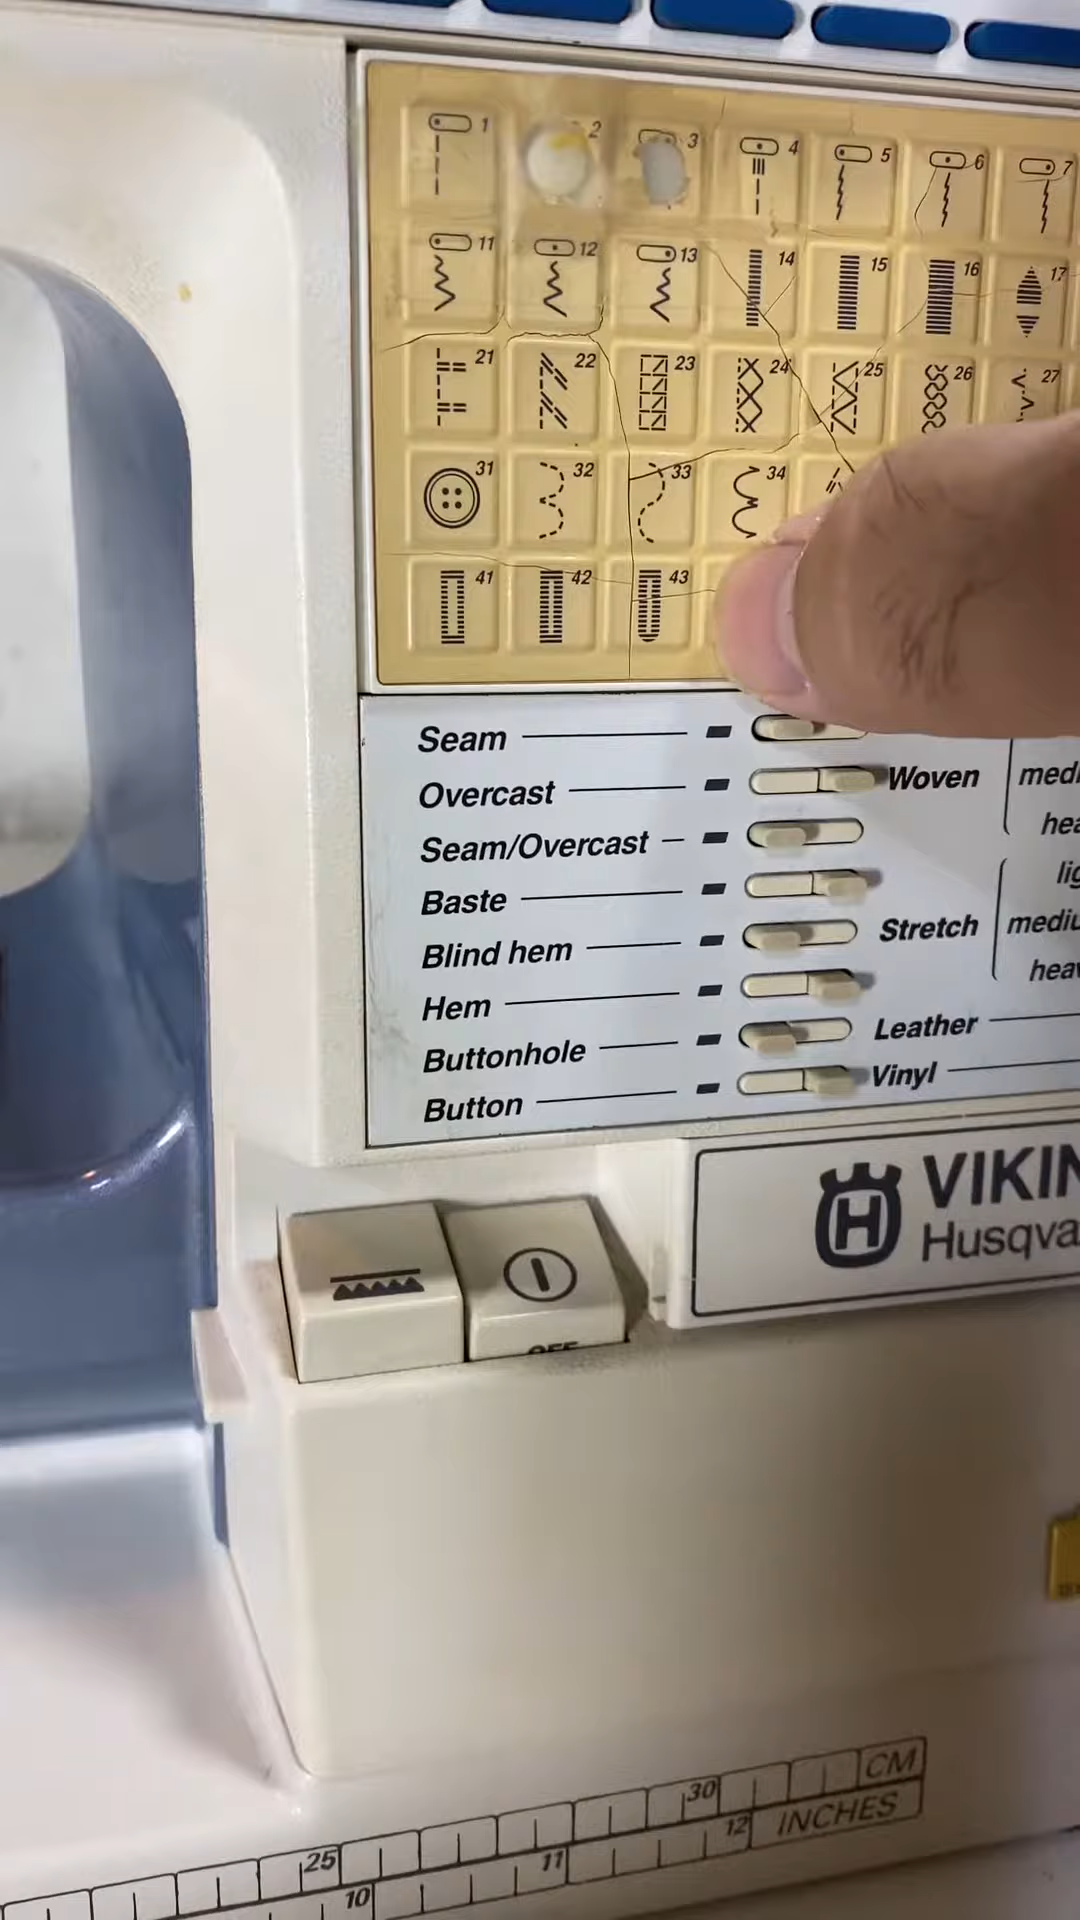 1 2 3 4 5 6 7
11 12 13 14 15 16 17
21 22 23 24 25 26 27
31 32 33 34
41 42 43
Seam
Overcast
Woven
Seam/Overcast
Baste
Blind hem
Stretch
Hem
Buttonhole
Leather
Button
Vinyl
H
VIKIN
Husqva
OFF
30 CM
25
12 INCHES
10 11